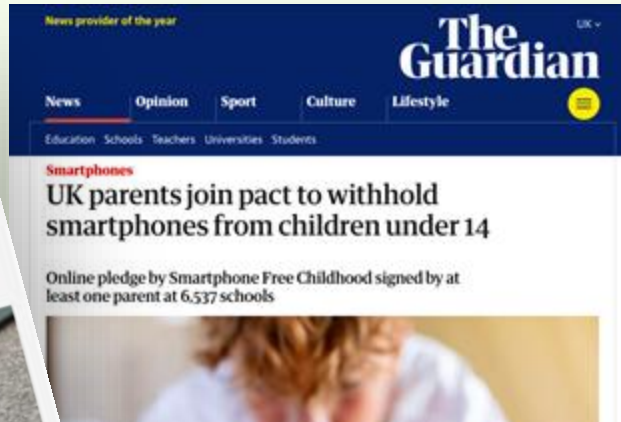 News provider of the year
The
Guardian
UK
News Opinion Sport Culture Lifestyle
Education Schools Teachers Universities Students
Smartphones
UK parents join pact to withhold
smartphones from children under 14
Online pledge by Smartphone Free Childhood signed by at
least one parent at 6,537 schools